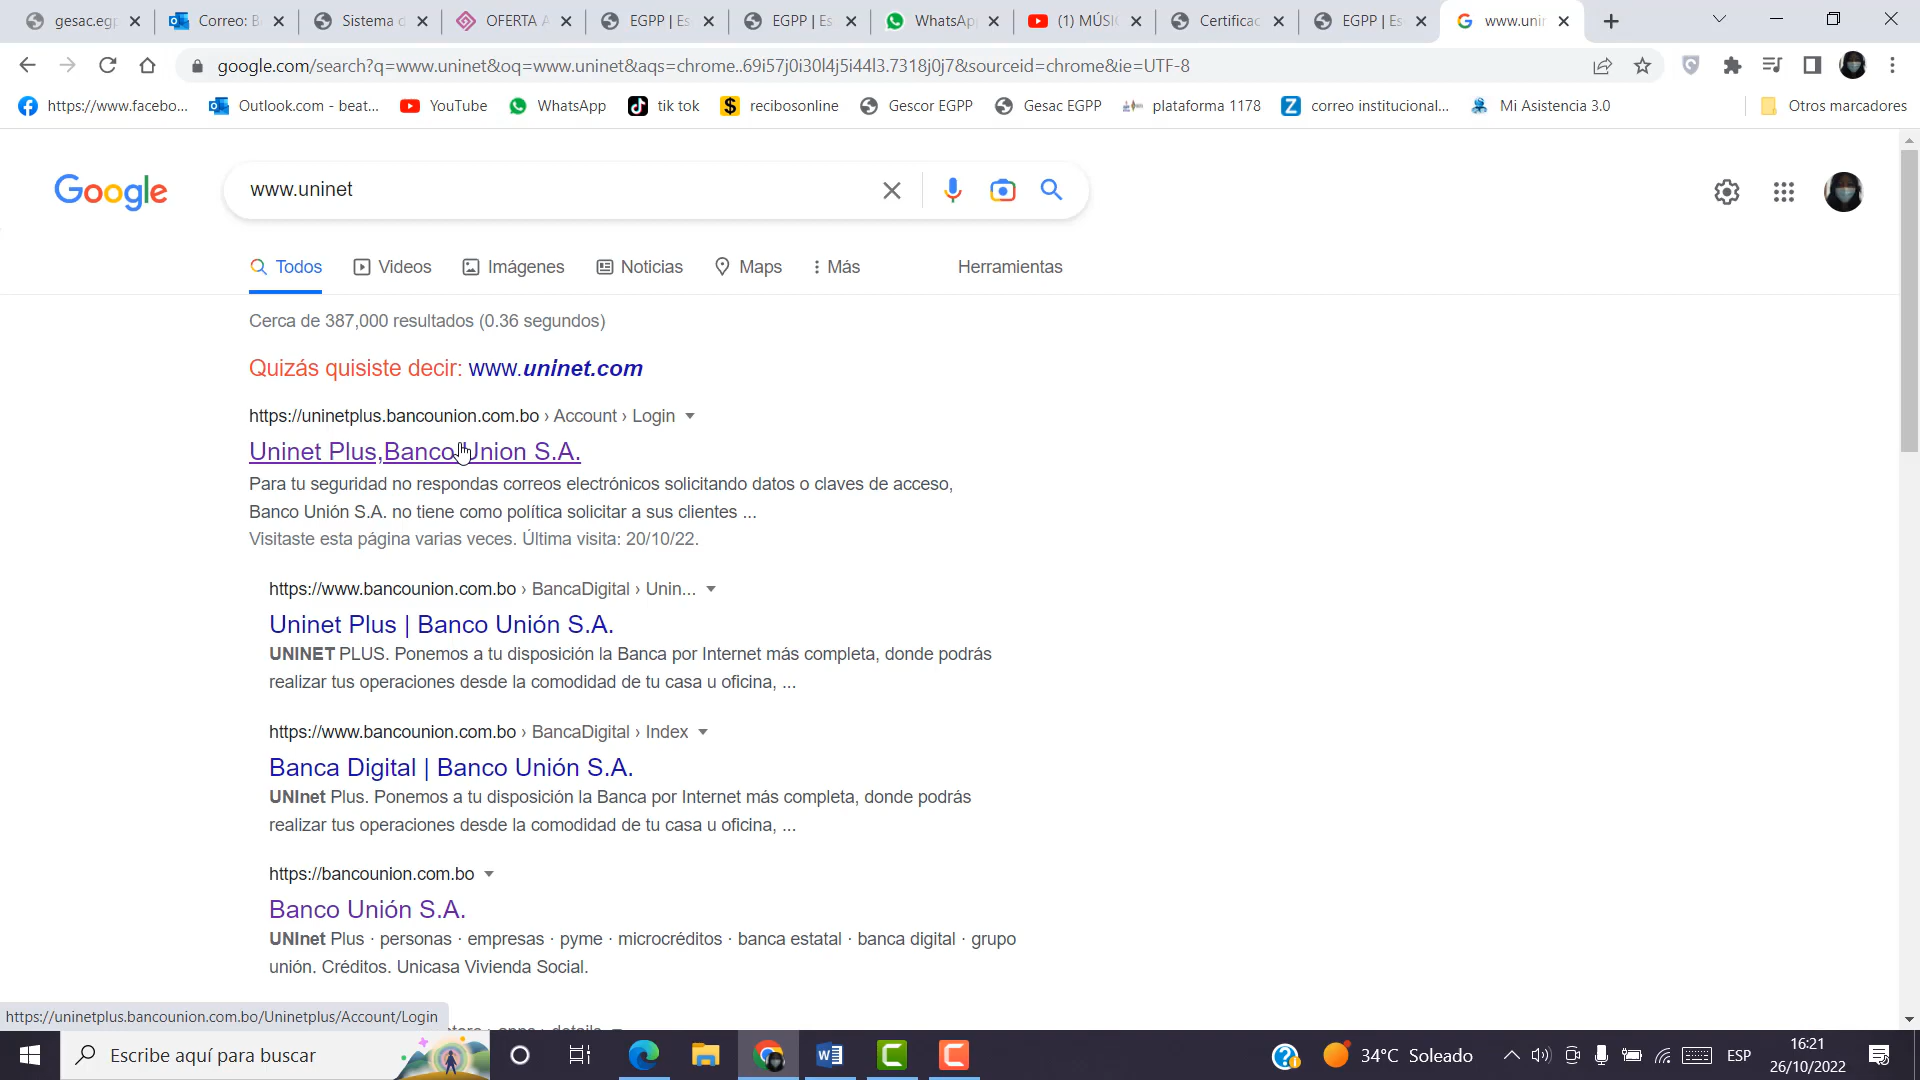 gesac.egp
Correo: B
Sistema d
OFERTA A
EGPP | Es
EGPP | Es
WhatsApp
(1) MÚSIC
Certificac
EGPP | Es
www.unin
google.com/search?q=www.uninet&oq=www.uninet&aqs=chrome..69i57j0i30l4j5i44l3.7318j0j7&sourceid=chrome&ie=UTF-8
https://www.facebo...
Outlook.com - beat...
YouTube
WhatsApp
tik tok
recibosonline
Gescor EGPP
Gesac EGPP
plataforma 1178
correo institucional...
Mi Asistencia 3.0
Otros marcadores
Google
www.uninet
Todos
Videos
Imágenes
Noticias
Maps
Más
Herramientas
Cerca de 387,000 resultados (0.36 segundos)
Quizás quisiste decir: www.uninet.com
https://uninetplus.bancounion.com.bo › Account › Login
Uninet Plus,Banco Union S.A.
Para tu seguridad no respondas correos electrónicos solicitando datos o claves de acceso,
Banco Unión S.A. no tiene como política solicitar a sus clientes ...
Visitaste esta página varias veces. Última visita: 20/10/22.
https://www.bancounion.com.bo › BancaDigital › Unin...
Uninet Plus | Banco Unión S.A.
UNINET PLUS. Ponemos a tu disposición la Banca por Internet más completa, donde podrás
realizar tus operaciones desde la comodidad de tu casa u oficina, ...
https://www.bancounion.com.bo › BancaDigital › Index
Banca Digital | Banco Unión S.A.
UNInet Plus. Ponemos a tu disposición la Banca por Internet más completa, donde podrás
realizar tus operaciones desde la comodidad de tu casa u oficina, ...
https://bancounion.com.bo
Banco Unión S.A.
UNInet Plus · personas · empresas · pyme · microcréditos · banca estatal · banca digital · grupo
unión. Créditos. Unicasa Vivienda Social.
https://uninetplus.bancounion.com.bo/Uninetplus/Account/Login
Escribe aquí para buscar
34°C Soleado
ESP
16:21
26/10/2022